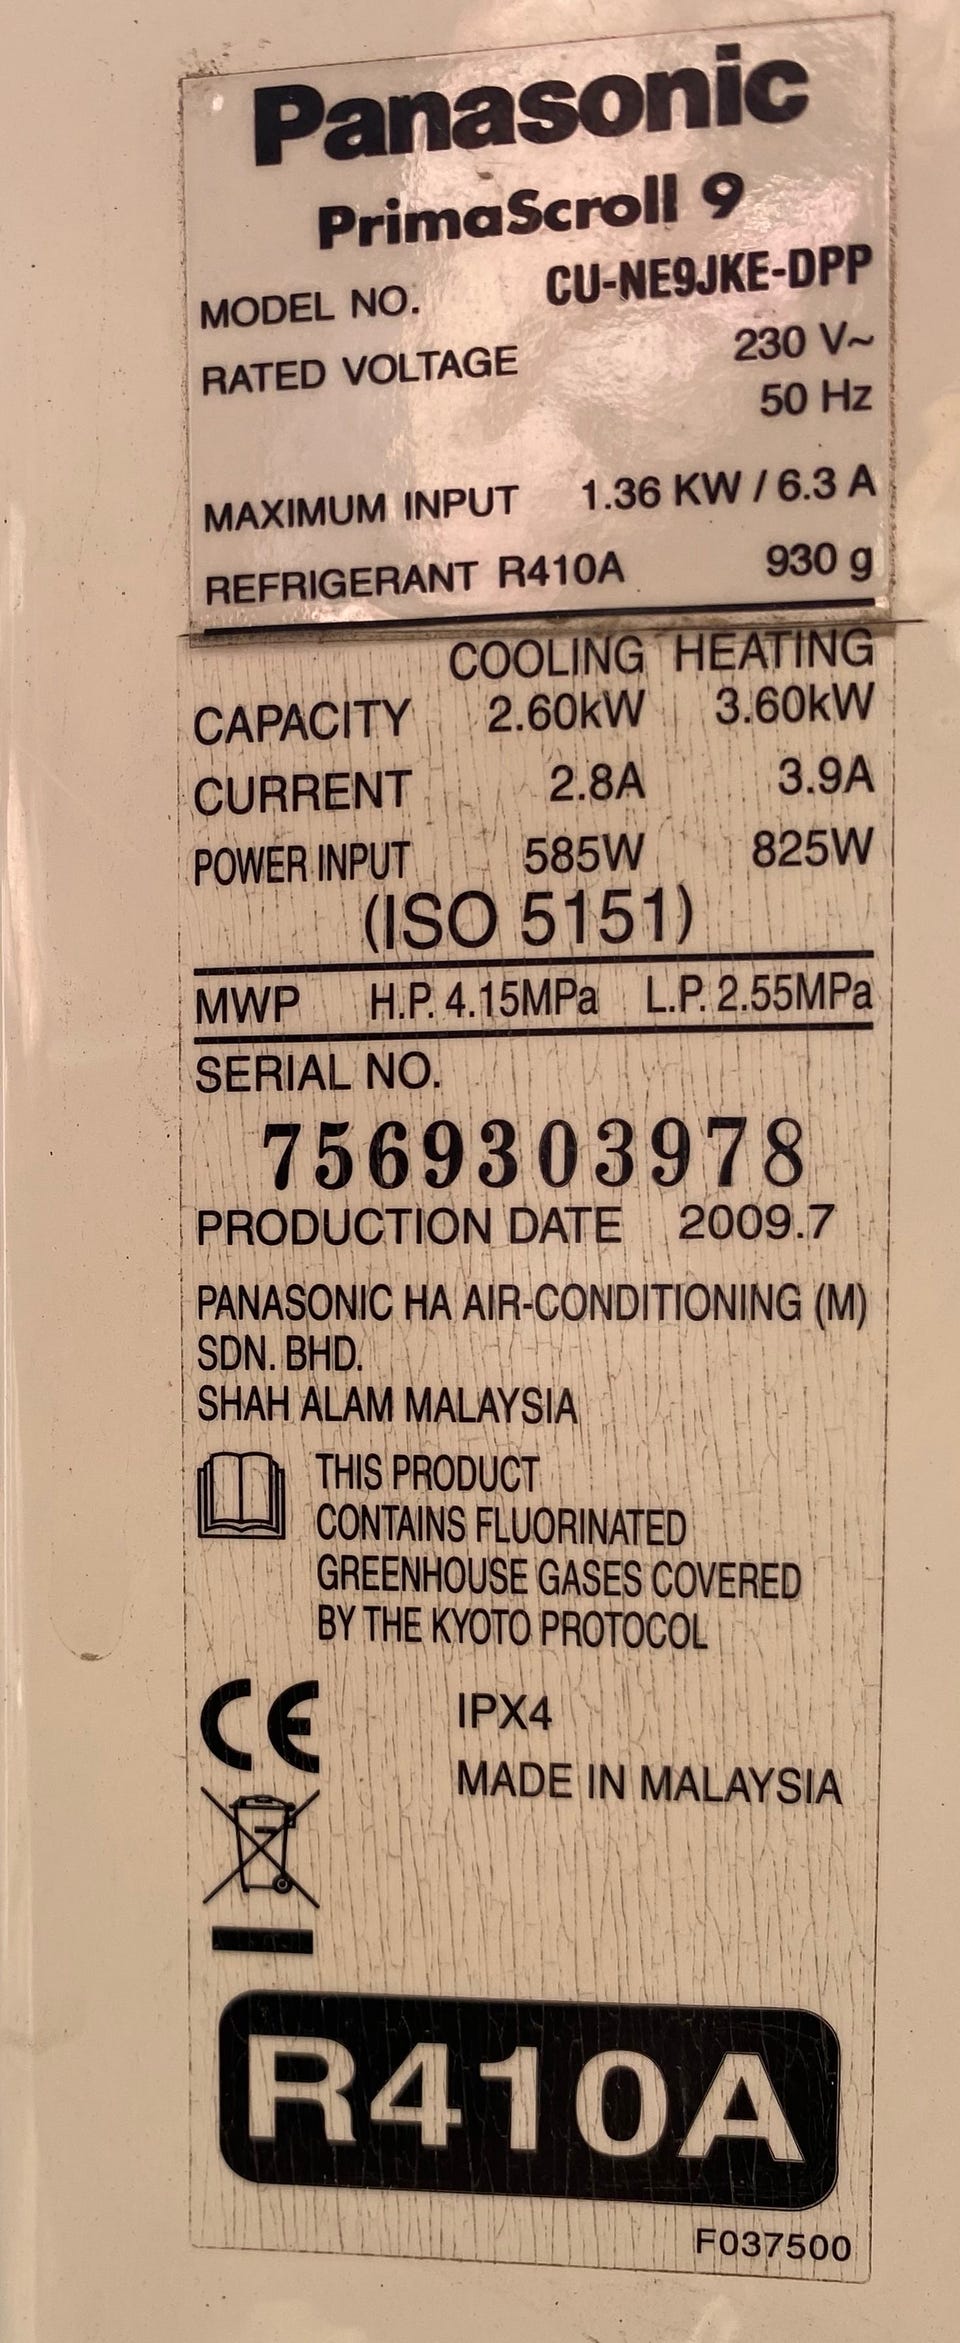 Panasonic
PrimaScroll 9
MODEL NO. CU-NE9JKE-DPP
RATED VOLTAGE 230 V~
50 Hz
MAXIMUM INPUT 1.36 KW / 6.3 A
REFRIGERANT R410A 930 g
COOLING HEATING
CAPACITY 2.60kW 3.60kW
CURRENT 2.8A 3.9A
POWER INPUT 585W 825W
(ISO 5151)
MWP H.P. 4.15MPa L.P. 2.55MPa
SERIAL NO.
7569303978
PRODUCTION DATE 2009.7
PANASONIC HA AIR-CONDITIONING (M)
SDN. BHD.
SHAH ALAM MALAYSIA
THIS PRODUCT
CONTAINS FLUORINATED
GREENHOUSE GASES COVERED
BY THE KYOTO PROTOCOL
CE IPX4
MADE IN MALAYSIA
R410A
F037500